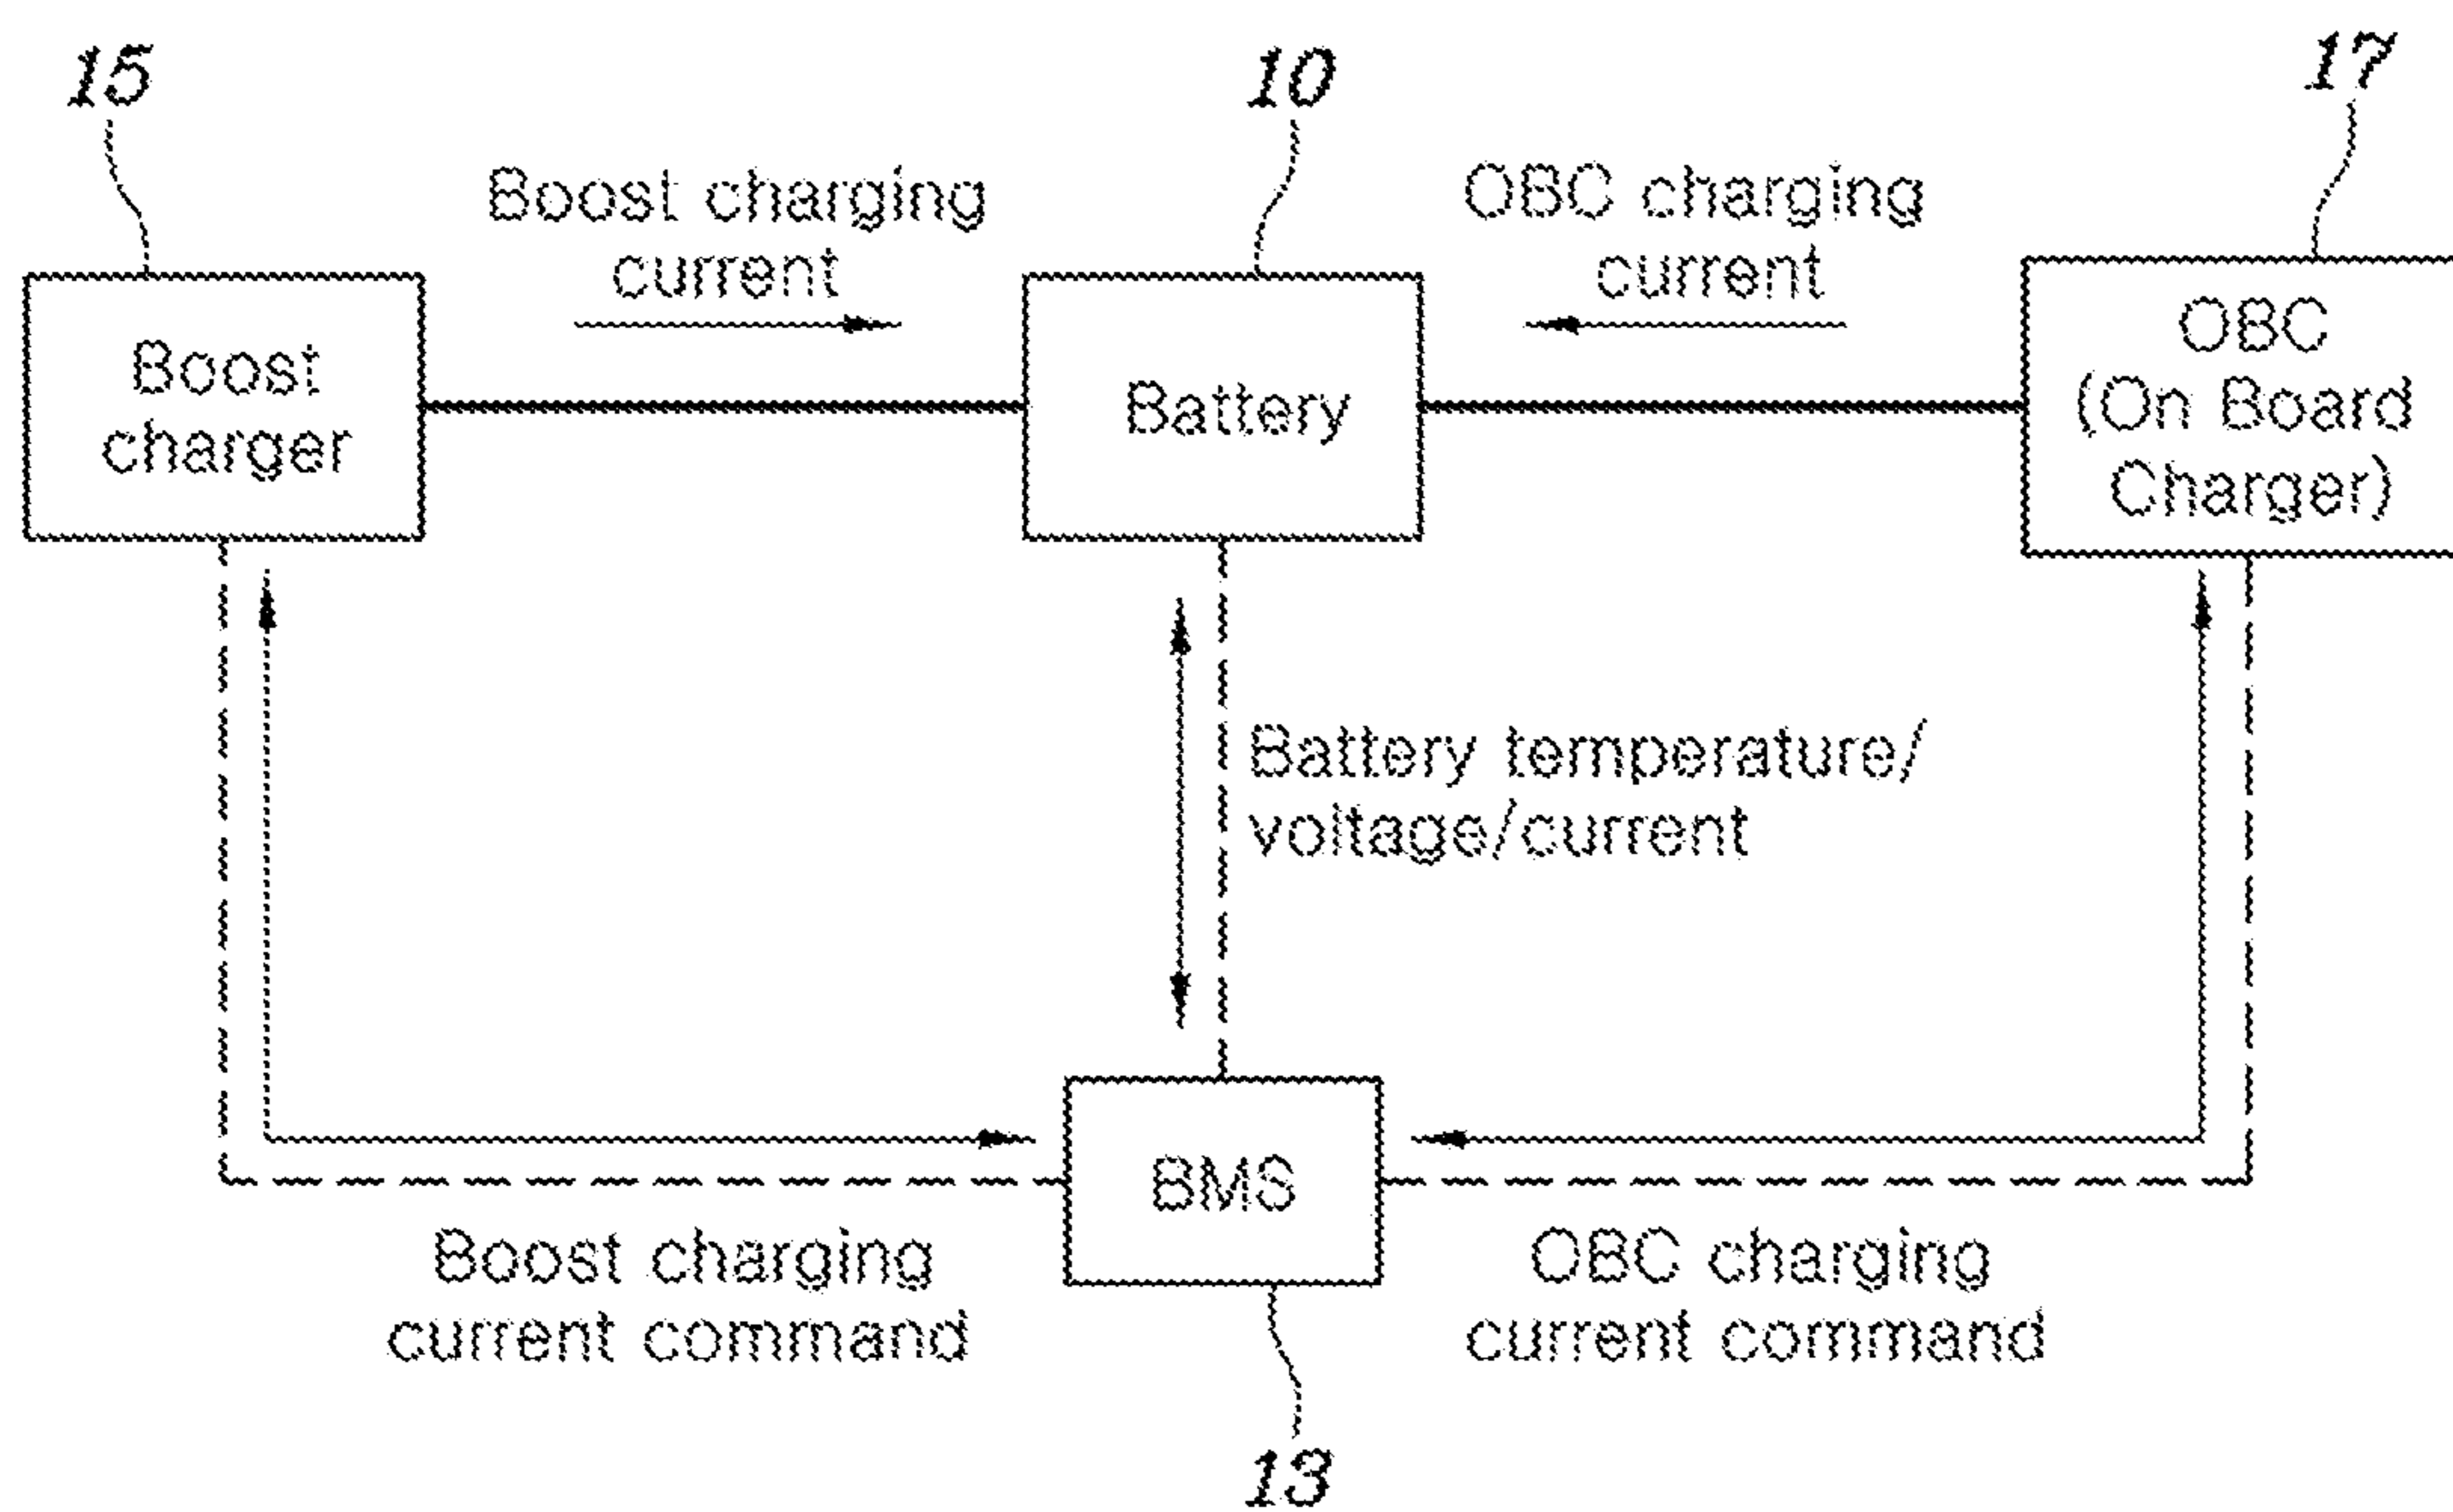 15
10
17
Boost charging
current
OBC charging
current
Boost
charger
Battery
OBC
(On Board
Charger)
Battery temperature/
voltage/current
BMS
Boost charging
current command
OBC charging
current command
13